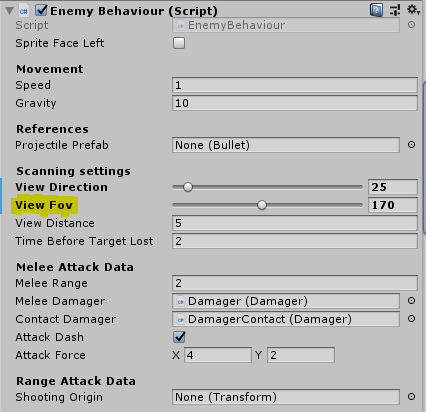 Enemy Behaviour (Script)
Script EnemyBehaviour
Sprite Face Left
Movement
Speed 1
Gravity 10
References
Projectile Prefab None (Bullet)
Scanning settings
View Direction 25
View Fov 170
View Distance 5
Time Before Target Lost 2
Melee Attack Data
Melee Range 2
Melee Damager Damager (Damager)
Contact Damager DamagerContact (Damager)
Attack Dash
Attack Force X 4 Y 2
Range Attack Data
Shooting Origin None (Transform)